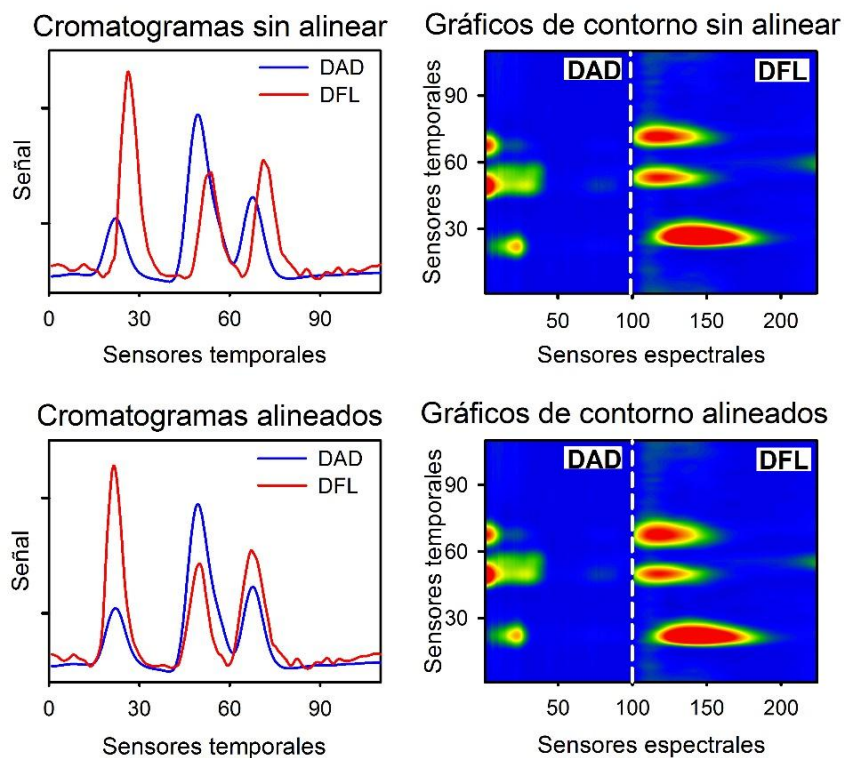 Cromatogramas sin alinear
DAD
DFL
Señal
0 30 60 90
Sensores temporales
Gráficos de contorno sin alinear
DAD
DFL
Sensores temporales
90
60
30
50 100 150 200
Sensores espectrales
Cromatogramas alineados
DAD
DFL
Señal
0 30 60 90
Sensores temporales
Gráficos de contorno alineados
DAD
DFL
Sensores temporales
90
60
30
50 100 150 200
Sensores espectrales